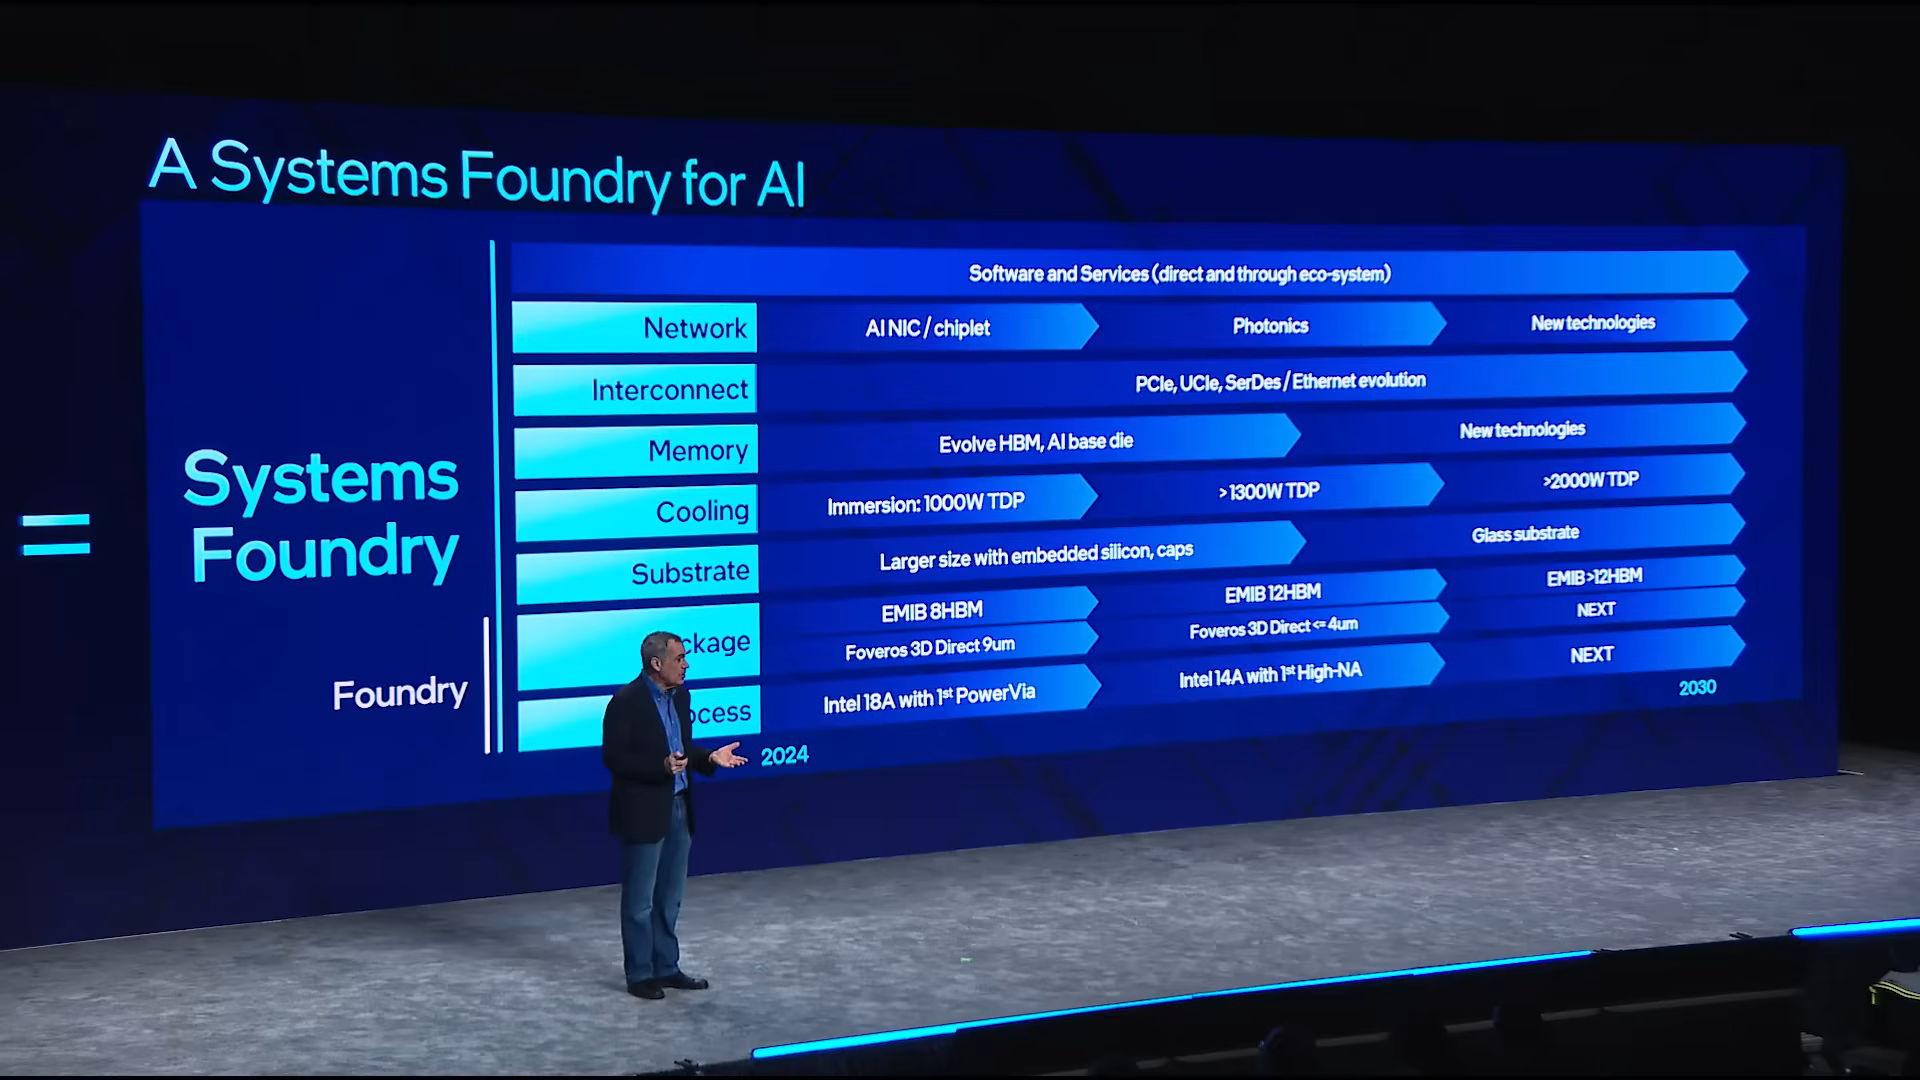 A Systems Foundry for AI
Software and Services (direct and through eco-system)
Network
AI NIC / chiplet
Photonics
New technologies
Interconnect
PCIe, UCIe, SerDes / Ethernet evolution
Memory
Evolve HBM, AI base die
New technologies
Cooling
Immersion: 1000W TDP
>1300W TDP
>2000W TDP
Substrate
Larger size with embedded silicon, caps
Glass substrate
ckage
EMIB 8HBM
EMIB 12HBM
EMIB >12HBM
Foveros 3D Direct 9um
Foveros 3D Direct <= 4um
NEXT
ocess
Intel 18A with 1st PowerVia
Intel 14A with 1st High-NA
NEXT
2024
2030
=
Systems
Foundry
Foundry